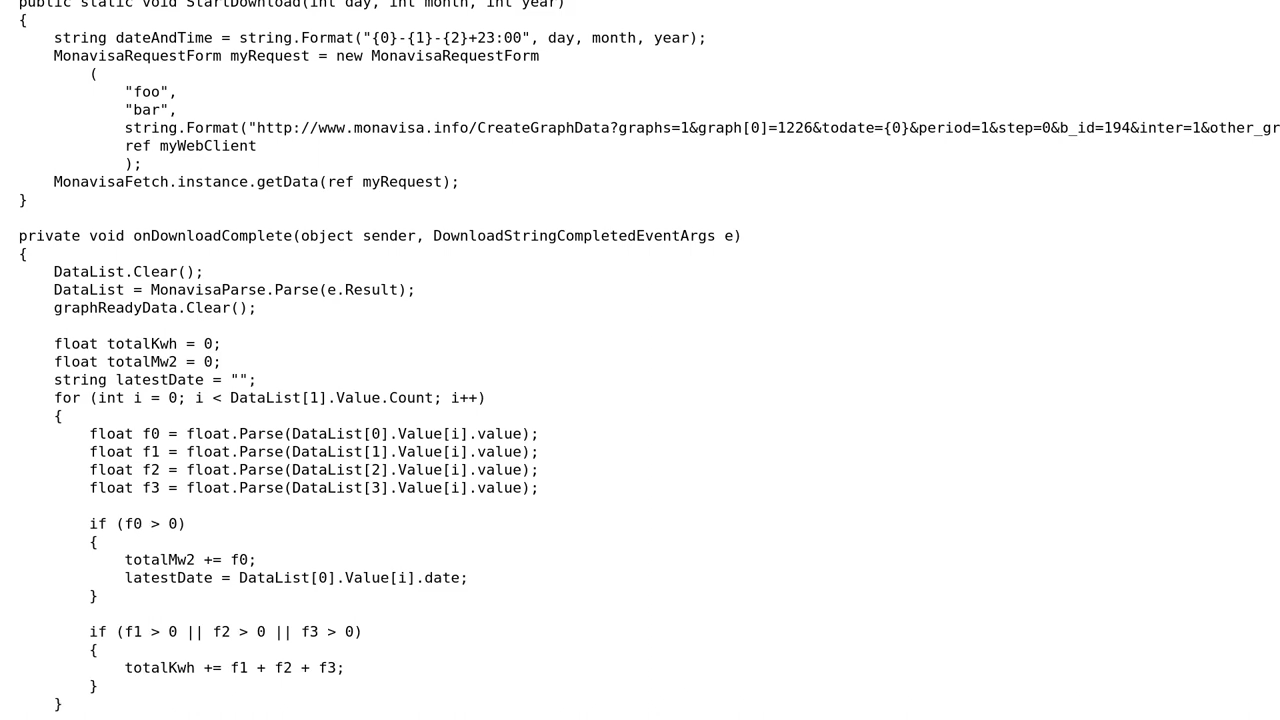 public static void StartDownload(int day, int month, int year)
{
    string dateAndTime = string.Format("{0}-{1}-{2}+23:00", day, month, year);
    MonavisaRequestForm myRequest = new MonavisaRequestForm
        (
            "foo",
            "bar",
            string.Format("http://www.monavisa.info/CreateGraphData?graphs=1&graph[0]=1226&todate={0}&period=1&step=0&b_id=194&inter=1&other_gr
            ref myWebClient
            );
    MonavisaFetch.instance.getData(ref myRequest);
}

private void onDownloadComplete(object sender, DownloadStringCompletedEventArgs e)
{
    DataList.Clear();
    DataList = MonavisaParse.Parse(e.Result);
    graphReadyData.Clear();

    float totalKwh = 0;
    float totalMw2 = 0;
    string latestDate = "";
    for (int i = 0; i < DataList[1].Value.Count; i++)
    {
        float f0 = float.Parse(DataList[0].Value[i].value);
        float f1 = float.Parse(DataList[1].Value[i].value);
        float f2 = float.Parse(DataList[2].Value[i].value);
        float f3 = float.Parse(DataList[3].Value[i].value);

        if (f0 > 0)
        {
            totalMw2 += f0;
            latestDate = DataList[0].Value[i].date;
        }

        if (f1 > 0 || f2 > 0 || f3 > 0)
        {
            totalKwh += f1 + f2 + f3;
        }
    }